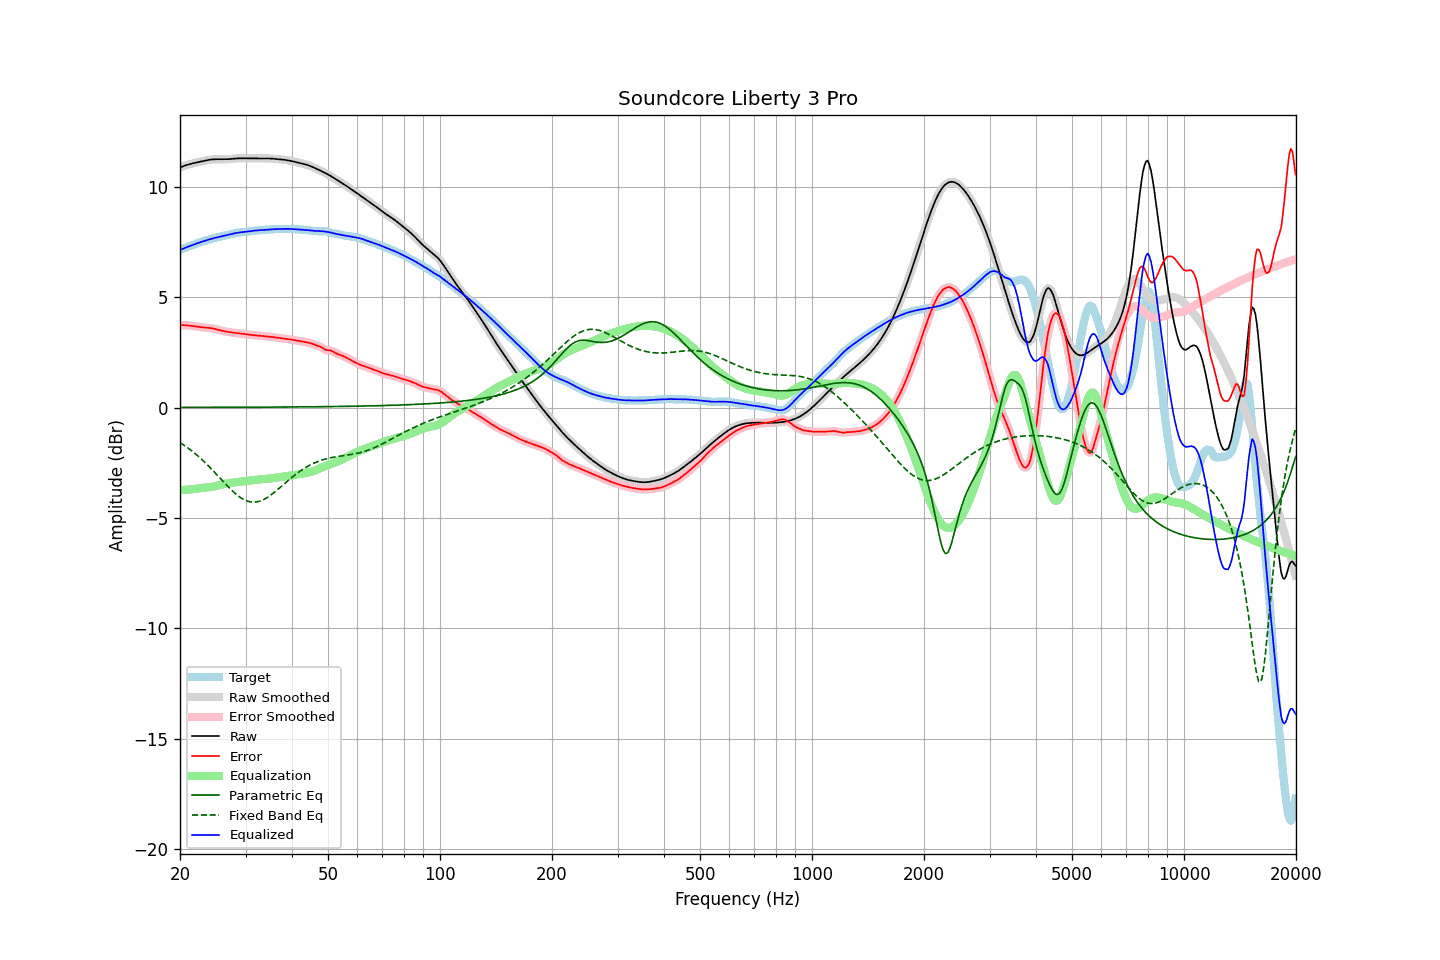 Soundcore Liberty 3 Pro
Amplitude (dBr)
10
5
0
−5
−10
−15
−20
Target
Raw Smoothed
Error Smoothed
Raw
Error
Equalization
Parametric Eq
Fixed Band Eq
Equalized
20 50 100 200 500 1000 2000 5000 10000 20000
Frequency (Hz)